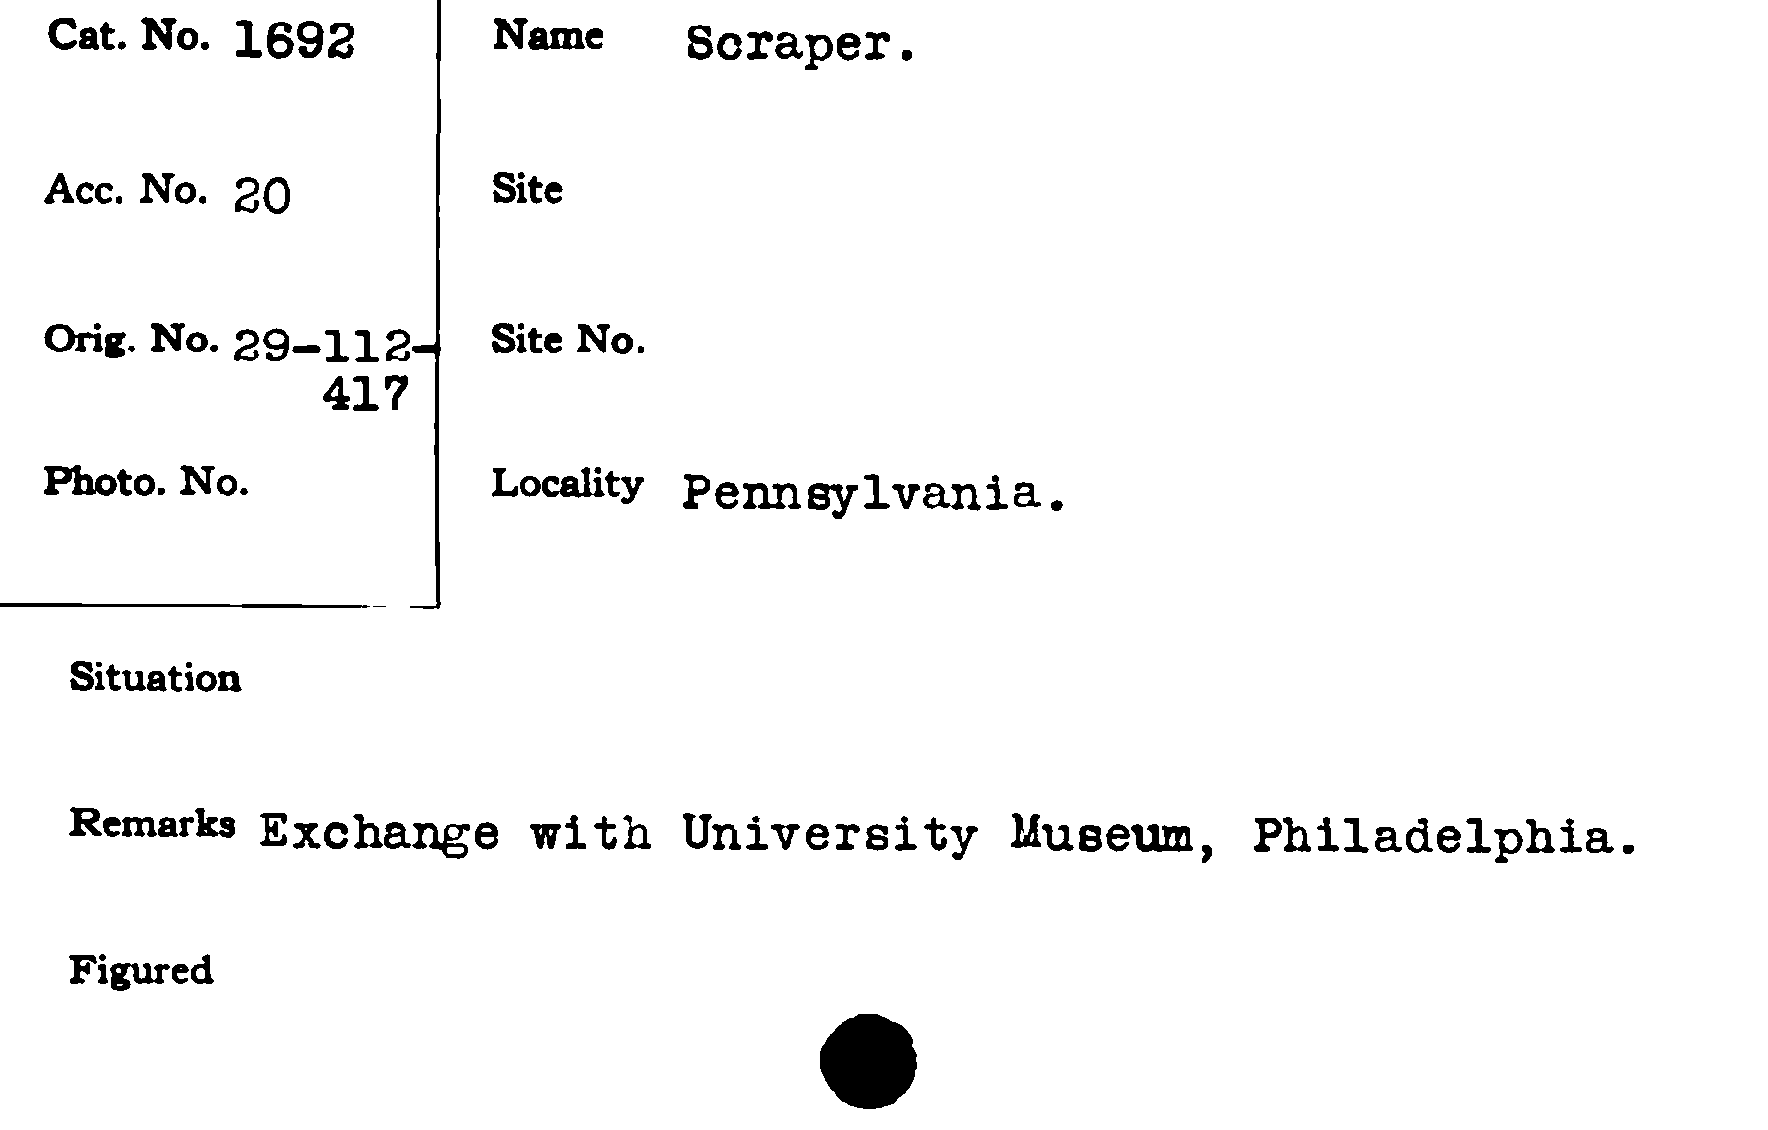 Cat. No. 1692
Name Scraper.
Acc. No. 20
Site
Orig. No. 29-112-
417
Site No.
Photo. No.
Locality Pennsylvania.
Situation
Remarks Exchange with University Museum, Philadelphia.
Figured